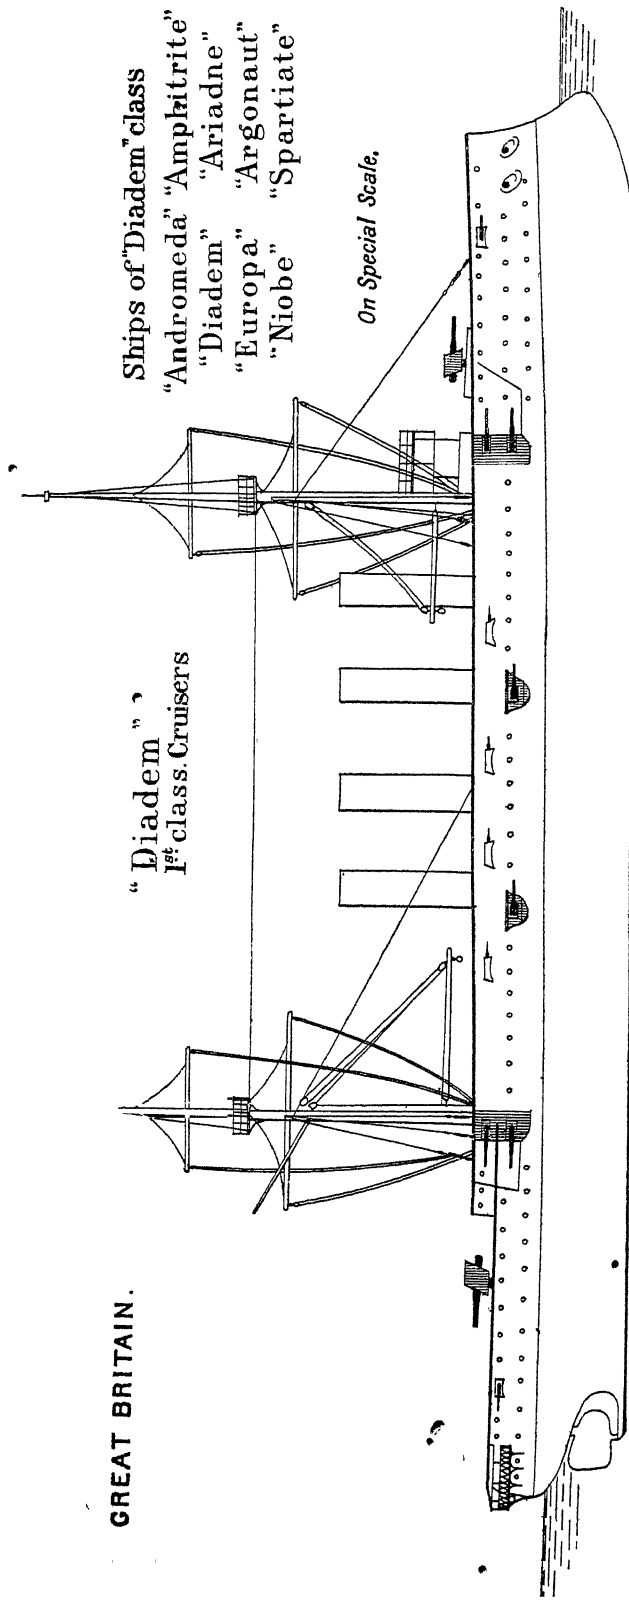 GREAT BRITAIN.
“Diadem”
1st class. Cruisers
Ships of "Diadem" class
“Andromeda” “Amphitrite”
“Diadem” “Ariadne”
“Europa” “Argonaut”
“Niobe” “Spartiate”
On Special Scale.